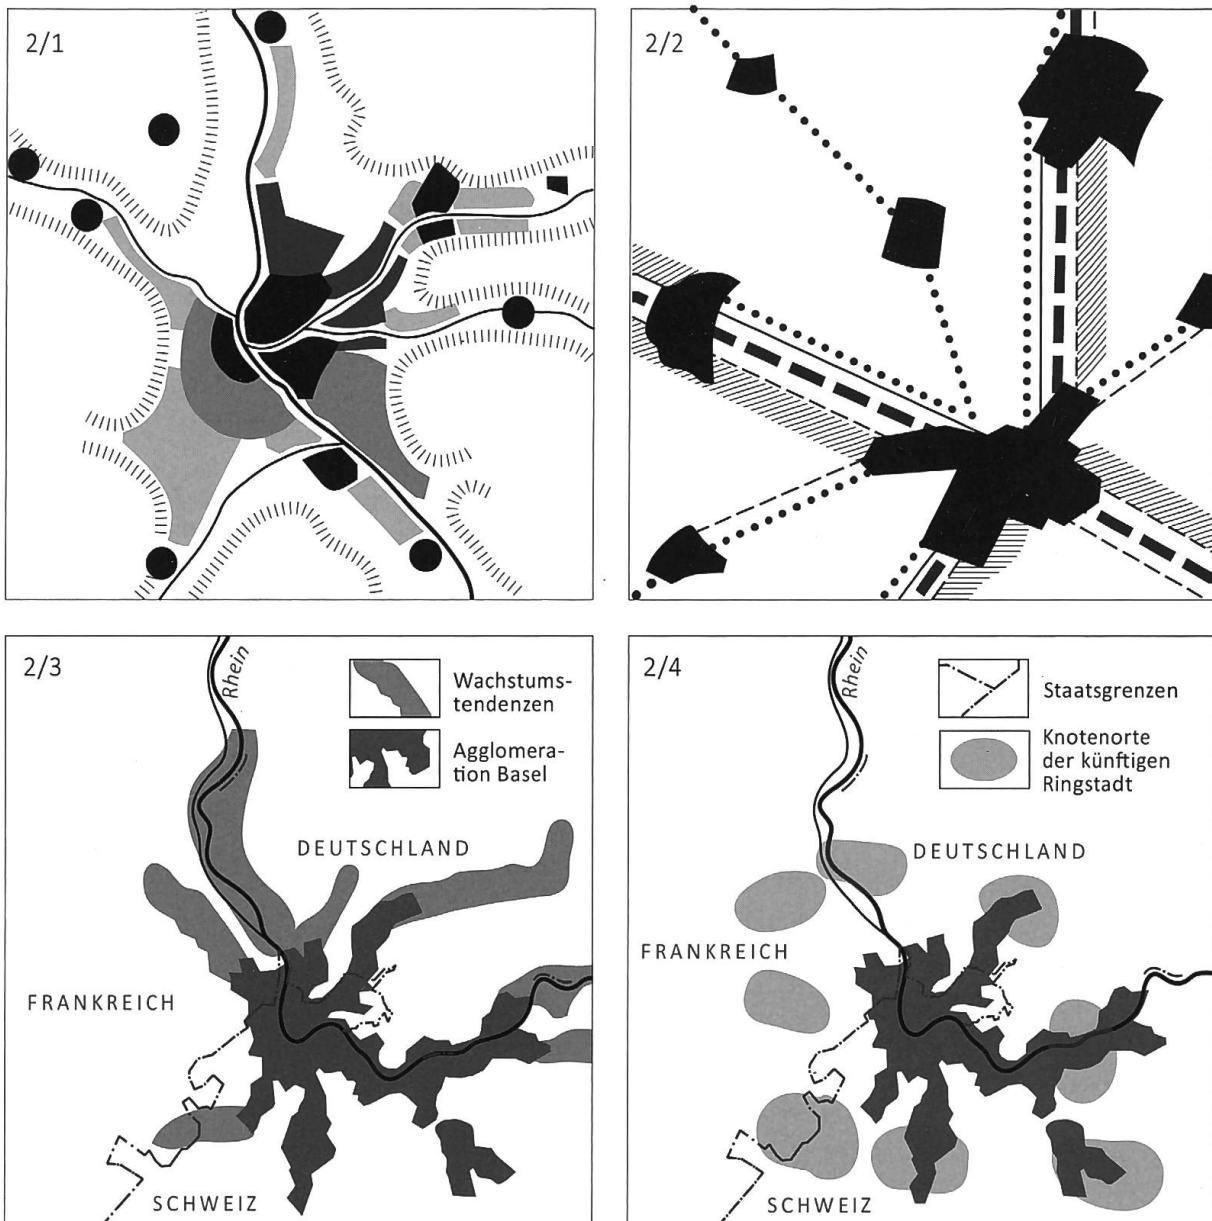 2/1
2/2
2/3
Rhein
Wachstums-
tendenzen
Agglomera-
tion Basel
DEUTSCHLAND
FRANKREICH
SCHWEIZ
2/4
Rhein
Staatsgrenzen
Knotenorte
der künftigen
Ringstadt
DEUTSCHLAND
FRANKREICH
SCHWEIZ